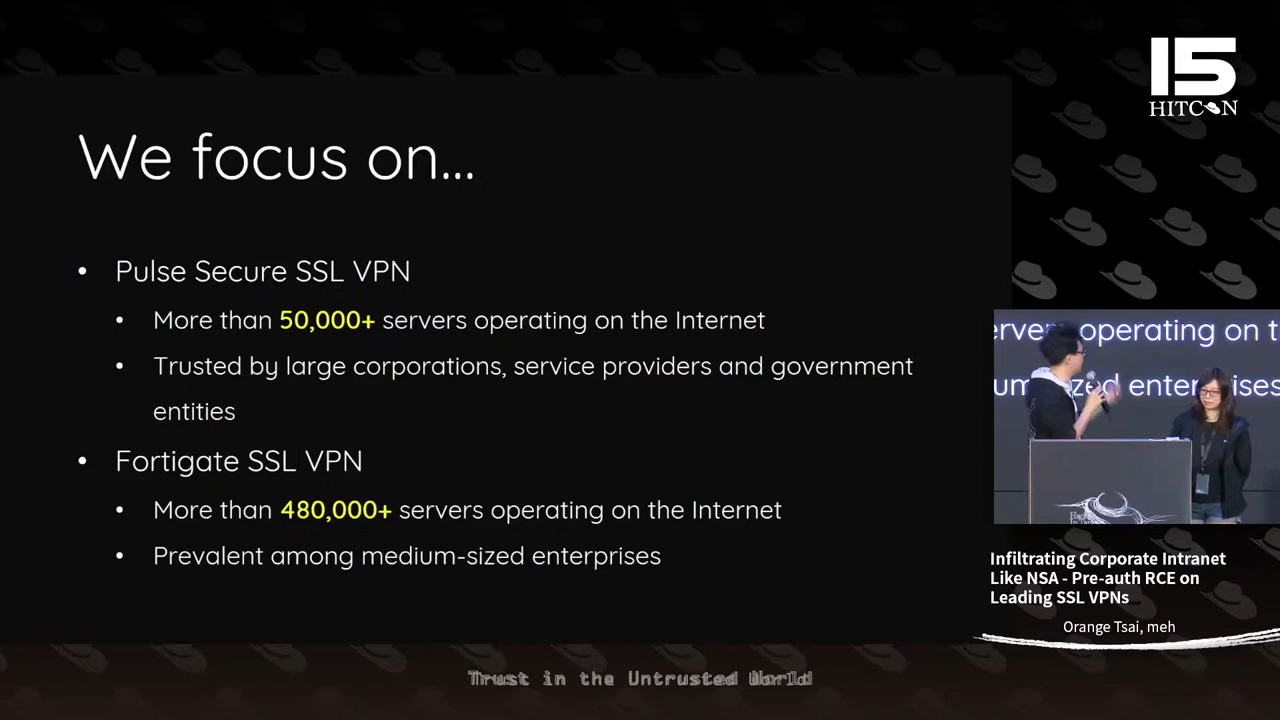 We focus on...
• Pulse Secure SSL VPN
• More than 50,000+ servers operating on the Internet
• Trusted by large corporations, service providers and government
entities
• Fortigate SSL VPN
• More than 480,000+ servers operating on the Internet
• Prevalent among medium-sized enterprises
15
HITCON
operating on t
enterprises
Infiltrating Corporate Intranet
Like NSA - Pre-auth RCE on
Leading SSL VPNs
Orange Tsai, meh
Trust in the Untrusted World